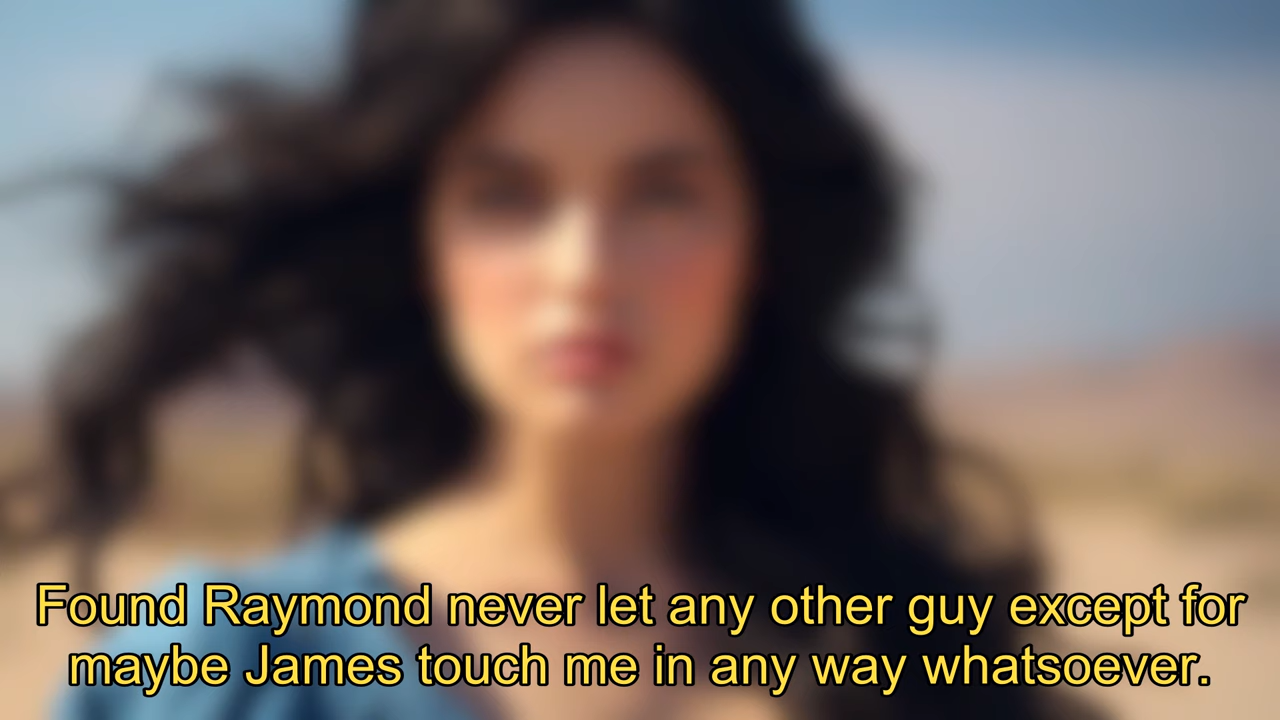 Found Raymond never let any other guy except for
maybe James touch me in any way whatsoever.